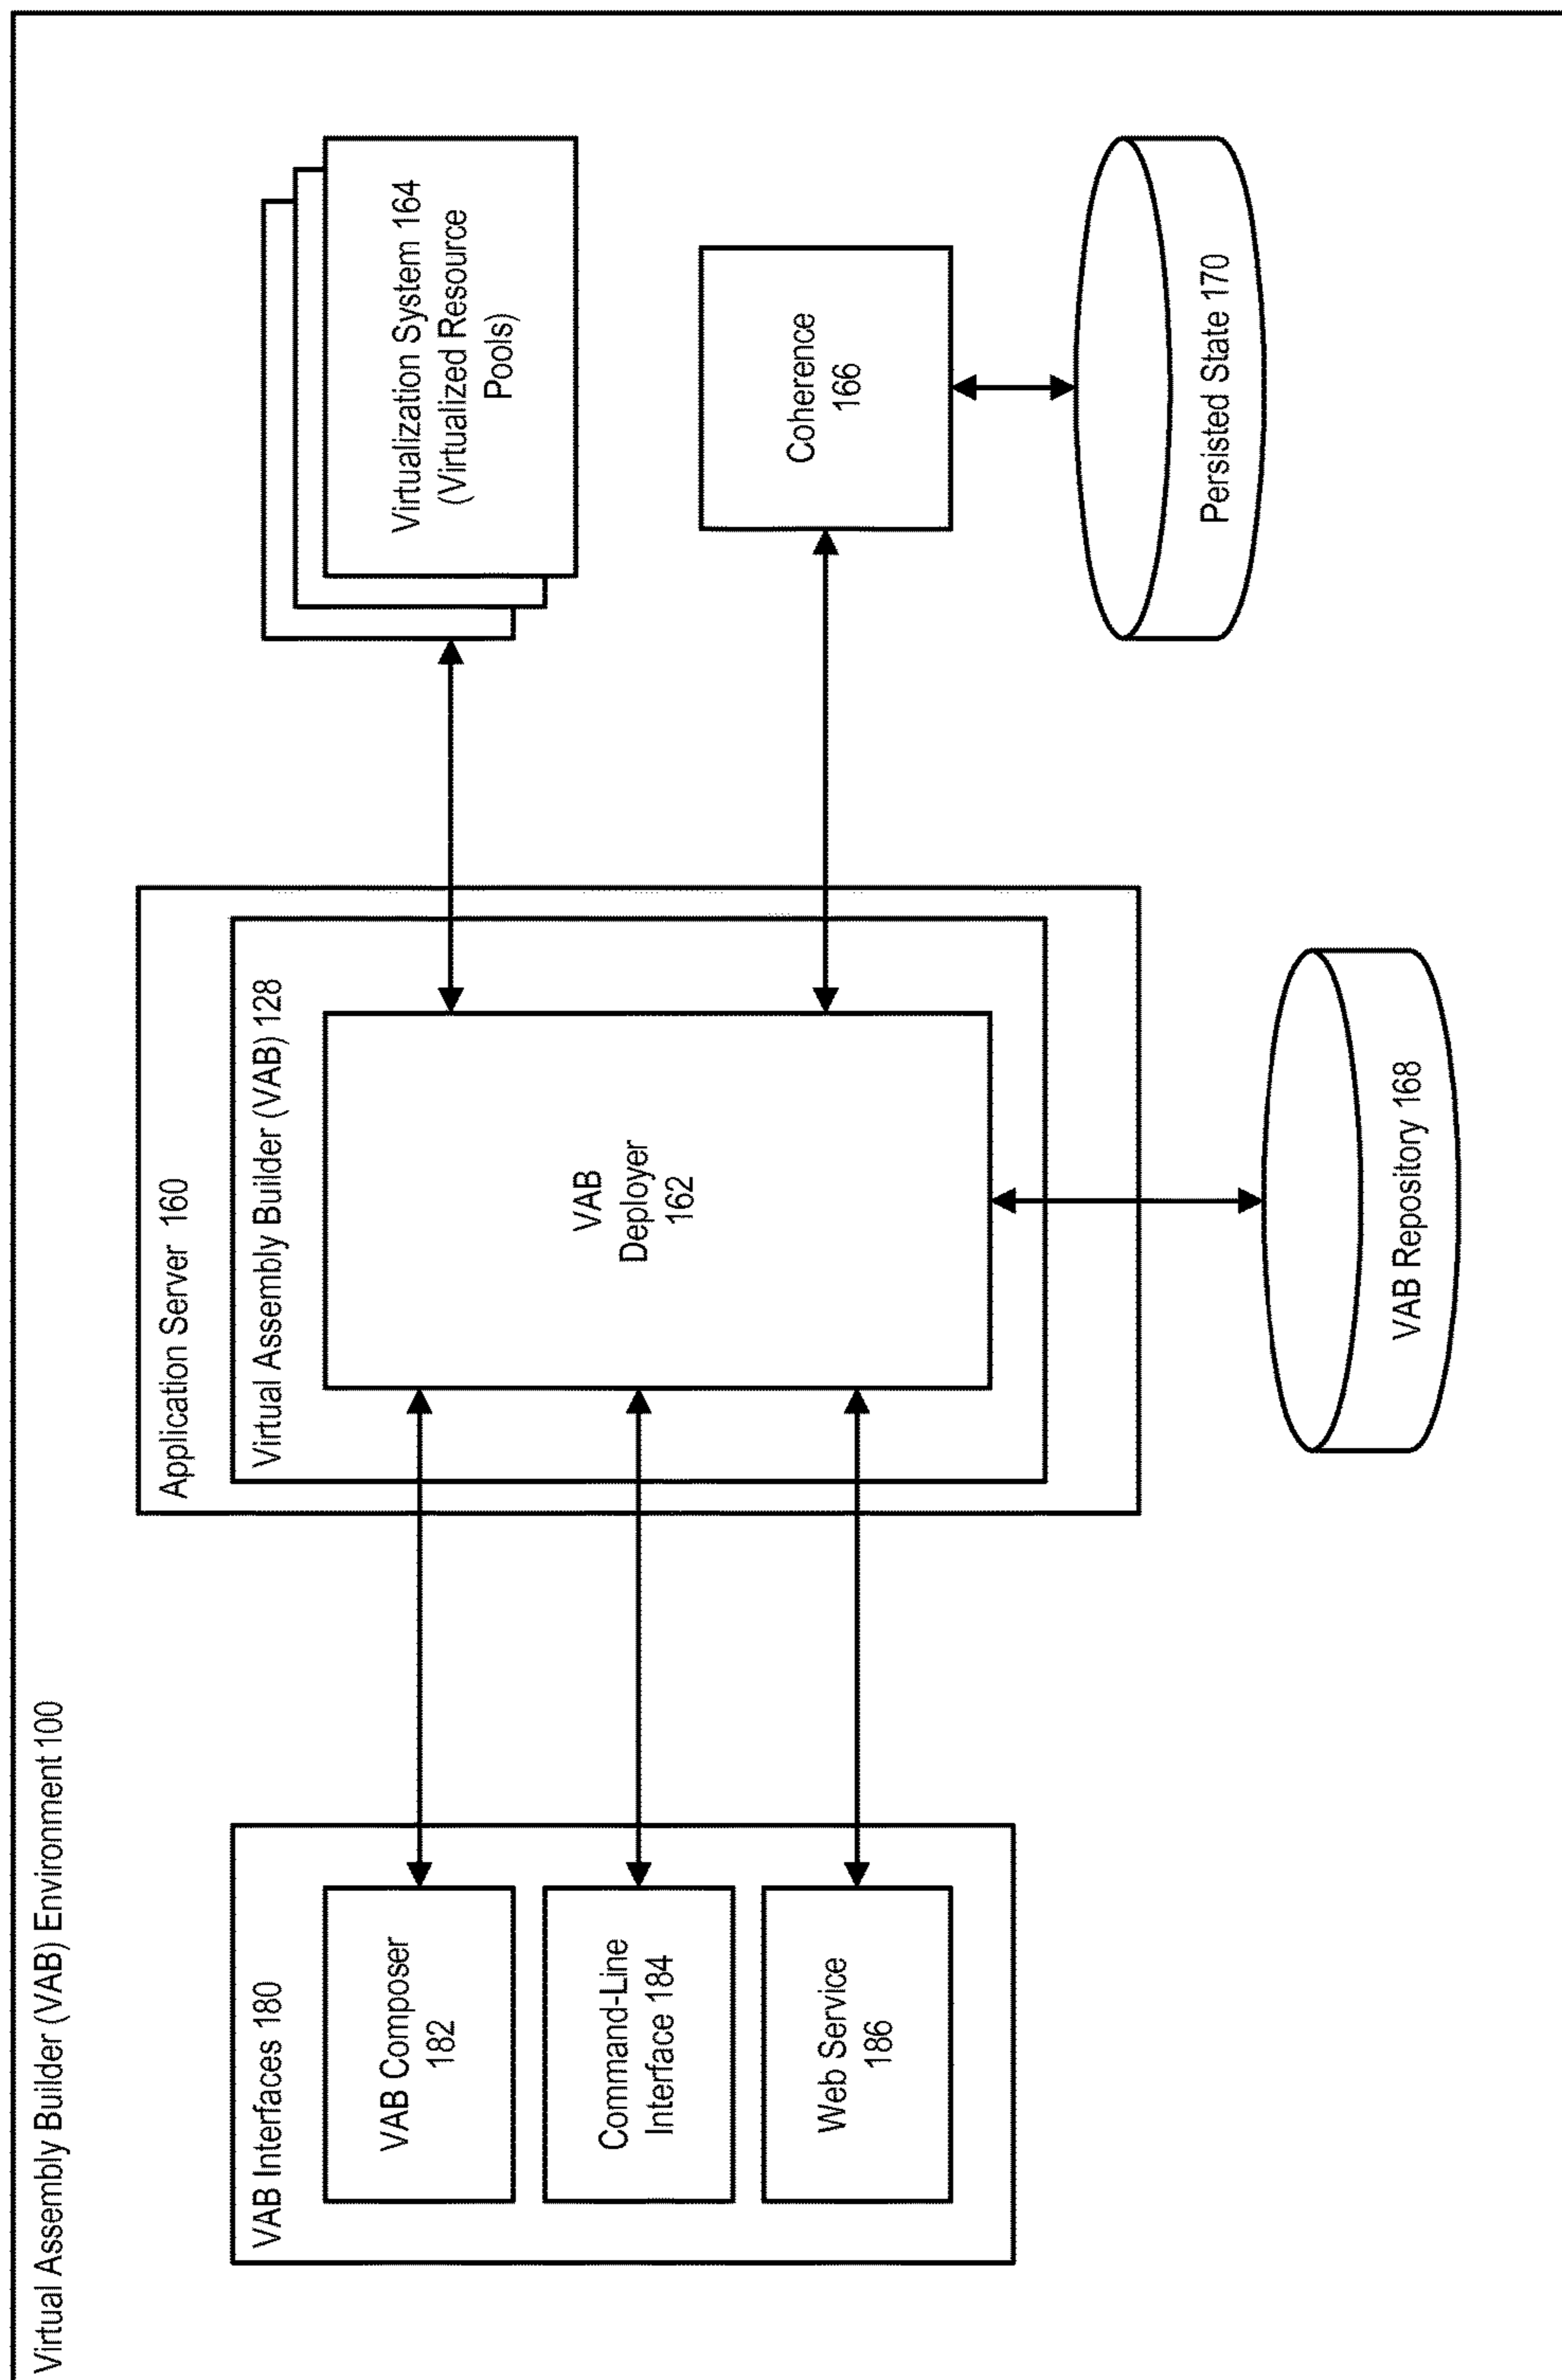 Virtual Assembly Builder (VAB) Environment 100
VAB Interfaces 180
VAB Composer
182
Command-Line
Interface 184
Web Service
186
Application Server 160
Virtual Assembly Builder (VAB) 128
VAB
Deployer
162
VAB Repository 168
Virtualization System 164
(Virtualized Resource
Pools)
Coherence
166
Persisted State 170